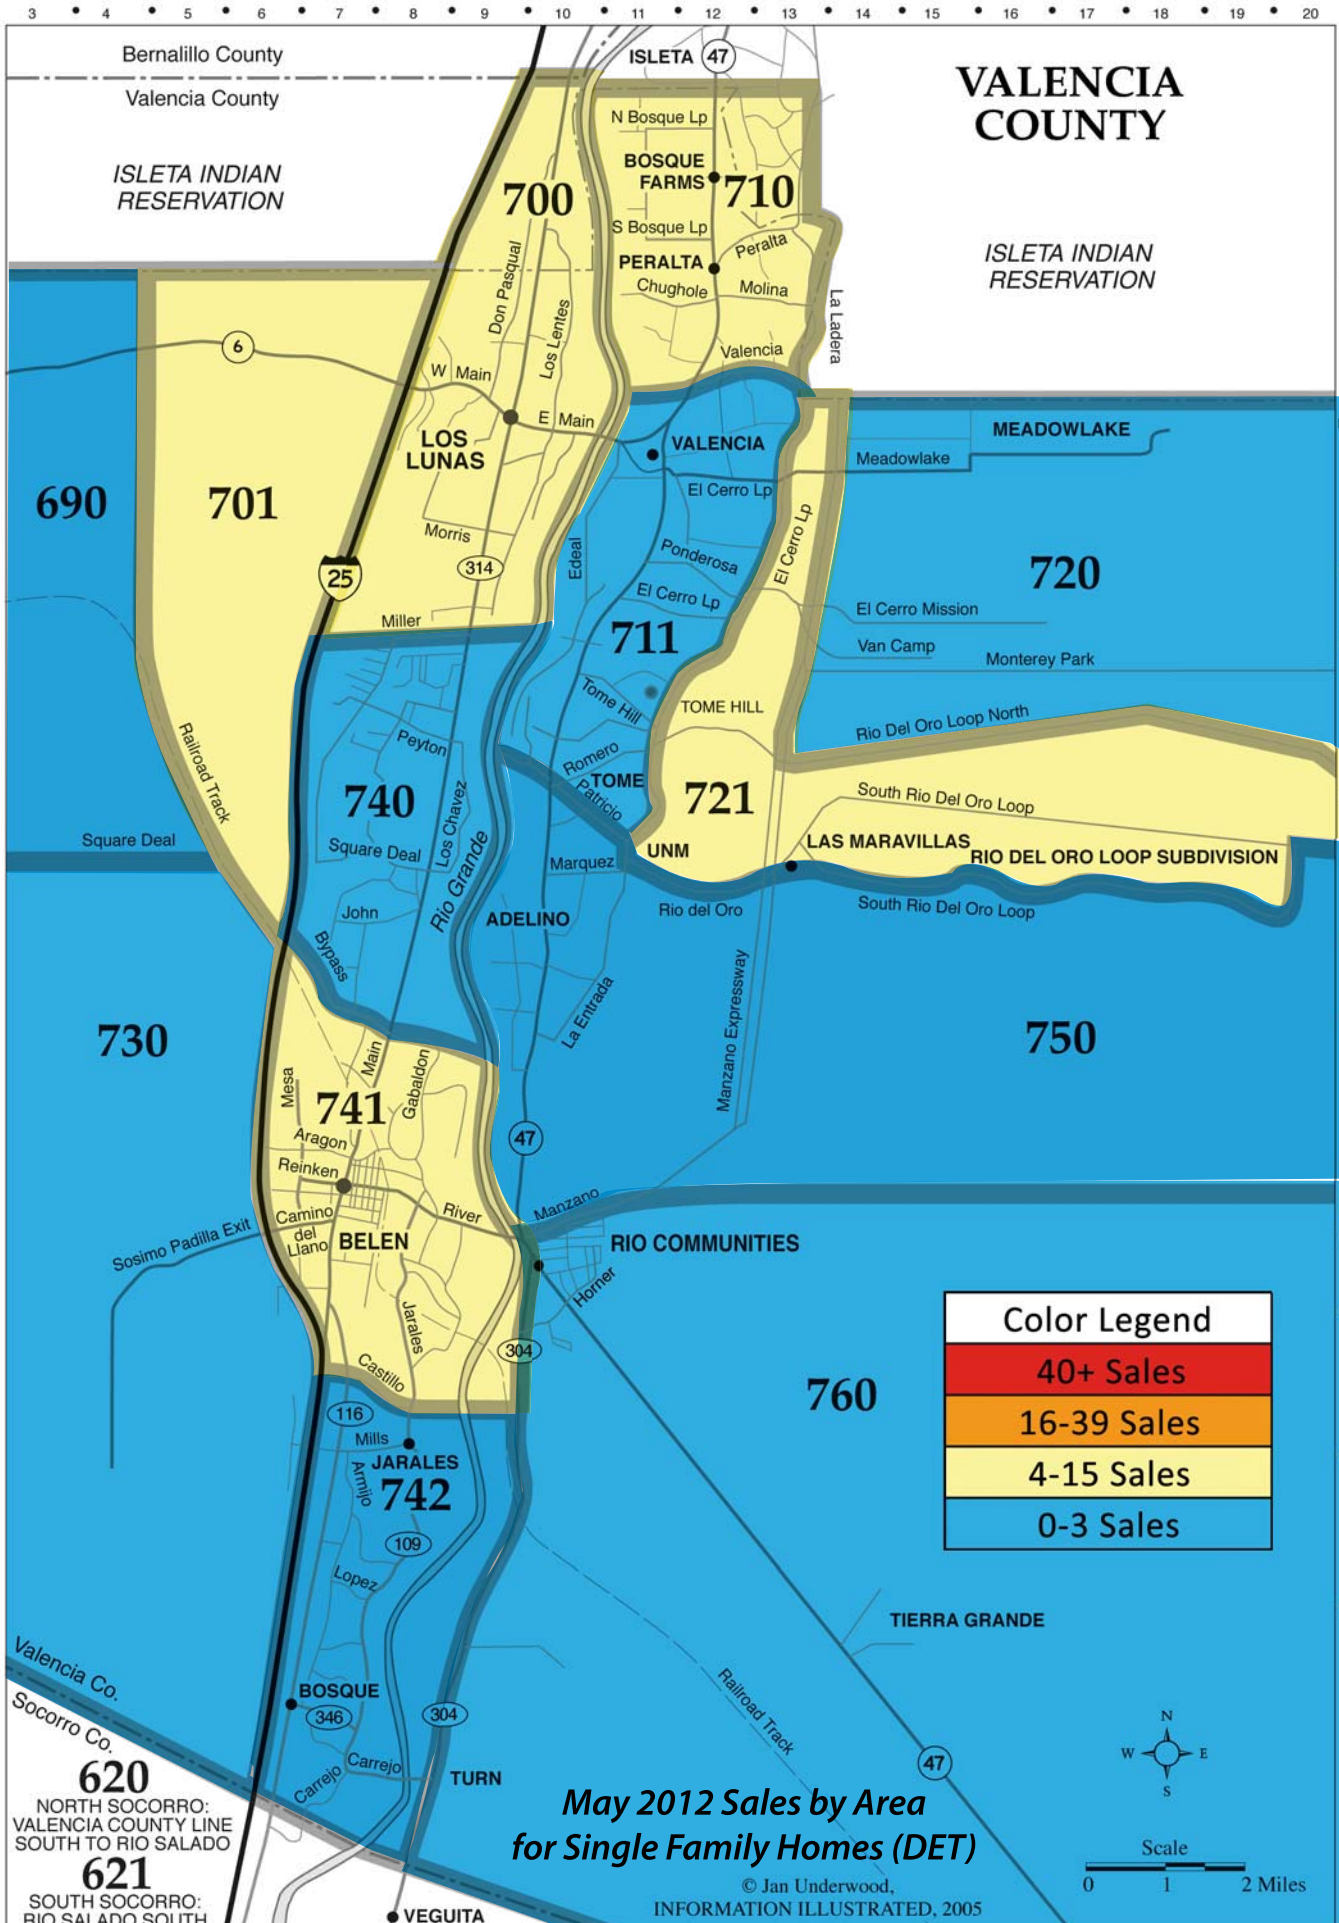 3 • 4 • 5 • 6 • 7 • 8 • 9 • 10 • 11 • 12 • 13 • 14 • 15 • 16 • 17 • 18 • 19 • 20
Bernalillo County
Valencia County
ISLETA INDIAN
RESERVATION
ISLETA
47
VALENCIA
COUNTY
N Bosque Lp
BOSQUE
FARMS
700
710
S Bosque Lp
PERALTA
Peralta
Chughole
Molina
Don Pasqual
Los Lentes
La Ladera
ISLETA INDIAN
RESERVATION
6
W Main
Valencia
E Main
LOS
LUNAS
VALENCIA
MEADOWLAKE
Meadowlake
El Cerro Lp
690
701
Morris
314
25
Edeal
Ponderosa
El Cerro Lp
El Cerro Lp
720
El Cerro Mission
Miller
711
Van Camp
Monterey Park
Tome Hill
TOME HILL
Rio Del Oro Loop North
Railroad Track
Peyton
Romero
TOME
Patricio
740
Los Chavez
721
South Rio Del Oro Loop
Square Deal
Square Deal
Rio Grande
Marquez
UNM
LAS MARAVILLAS
RIO DEL ORO LOOP SUBDIVISION
John
ADELINO
Rio del Oro
South Rio Del Oro Loop
Bypass
La Entrada
Manzano Expressway
730
750
Main
Gabaldon
Mesa
741
Aragon
47
Reinken
Camino
del
Llano
River
Manzano
Sosimo Padilla Exit
BELEN
RIO COMMUNITIES
Horner
Jarales
304
Castillo
760
Color Legend
40+ Sales
16-39 Sales
4-15 Sales
0-3 Sales
116
Mills
JARALES
Armijo
742
109
Lopez
TIERRA GRANDE
Valencia Co.
Socorro Co.
BOSQUE
346
304
Railroad Track
47
N
W
E
S
Carrejo
Carrejo
TURN
620
NORTH SOCORRO:
VALENCIA COUNTY LINE
SOUTH TO RIO SALADO
621
SOUTH SOCORRO:
RIO SALADO SOUTH
May 2012 Sales by Area
for Single Family Homes (DET)
© Jan Underwood,
INFORMATION ILLUSTRATED, 2005
Scale
0 1 2 Miles
VEGUITA